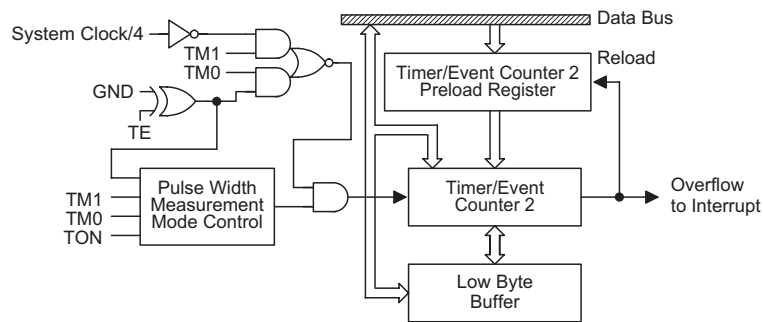 Data Bus
System Clock/4
TM1
TM0
GND
TE
Timer/Event Counter 2
Preload Register
Reload
TM1
TM0
TON
Pulse Width
Measurement
Mode Control
Timer/Event
Counter 2
Overflow
to Interrupt
Low Byte
Buffer